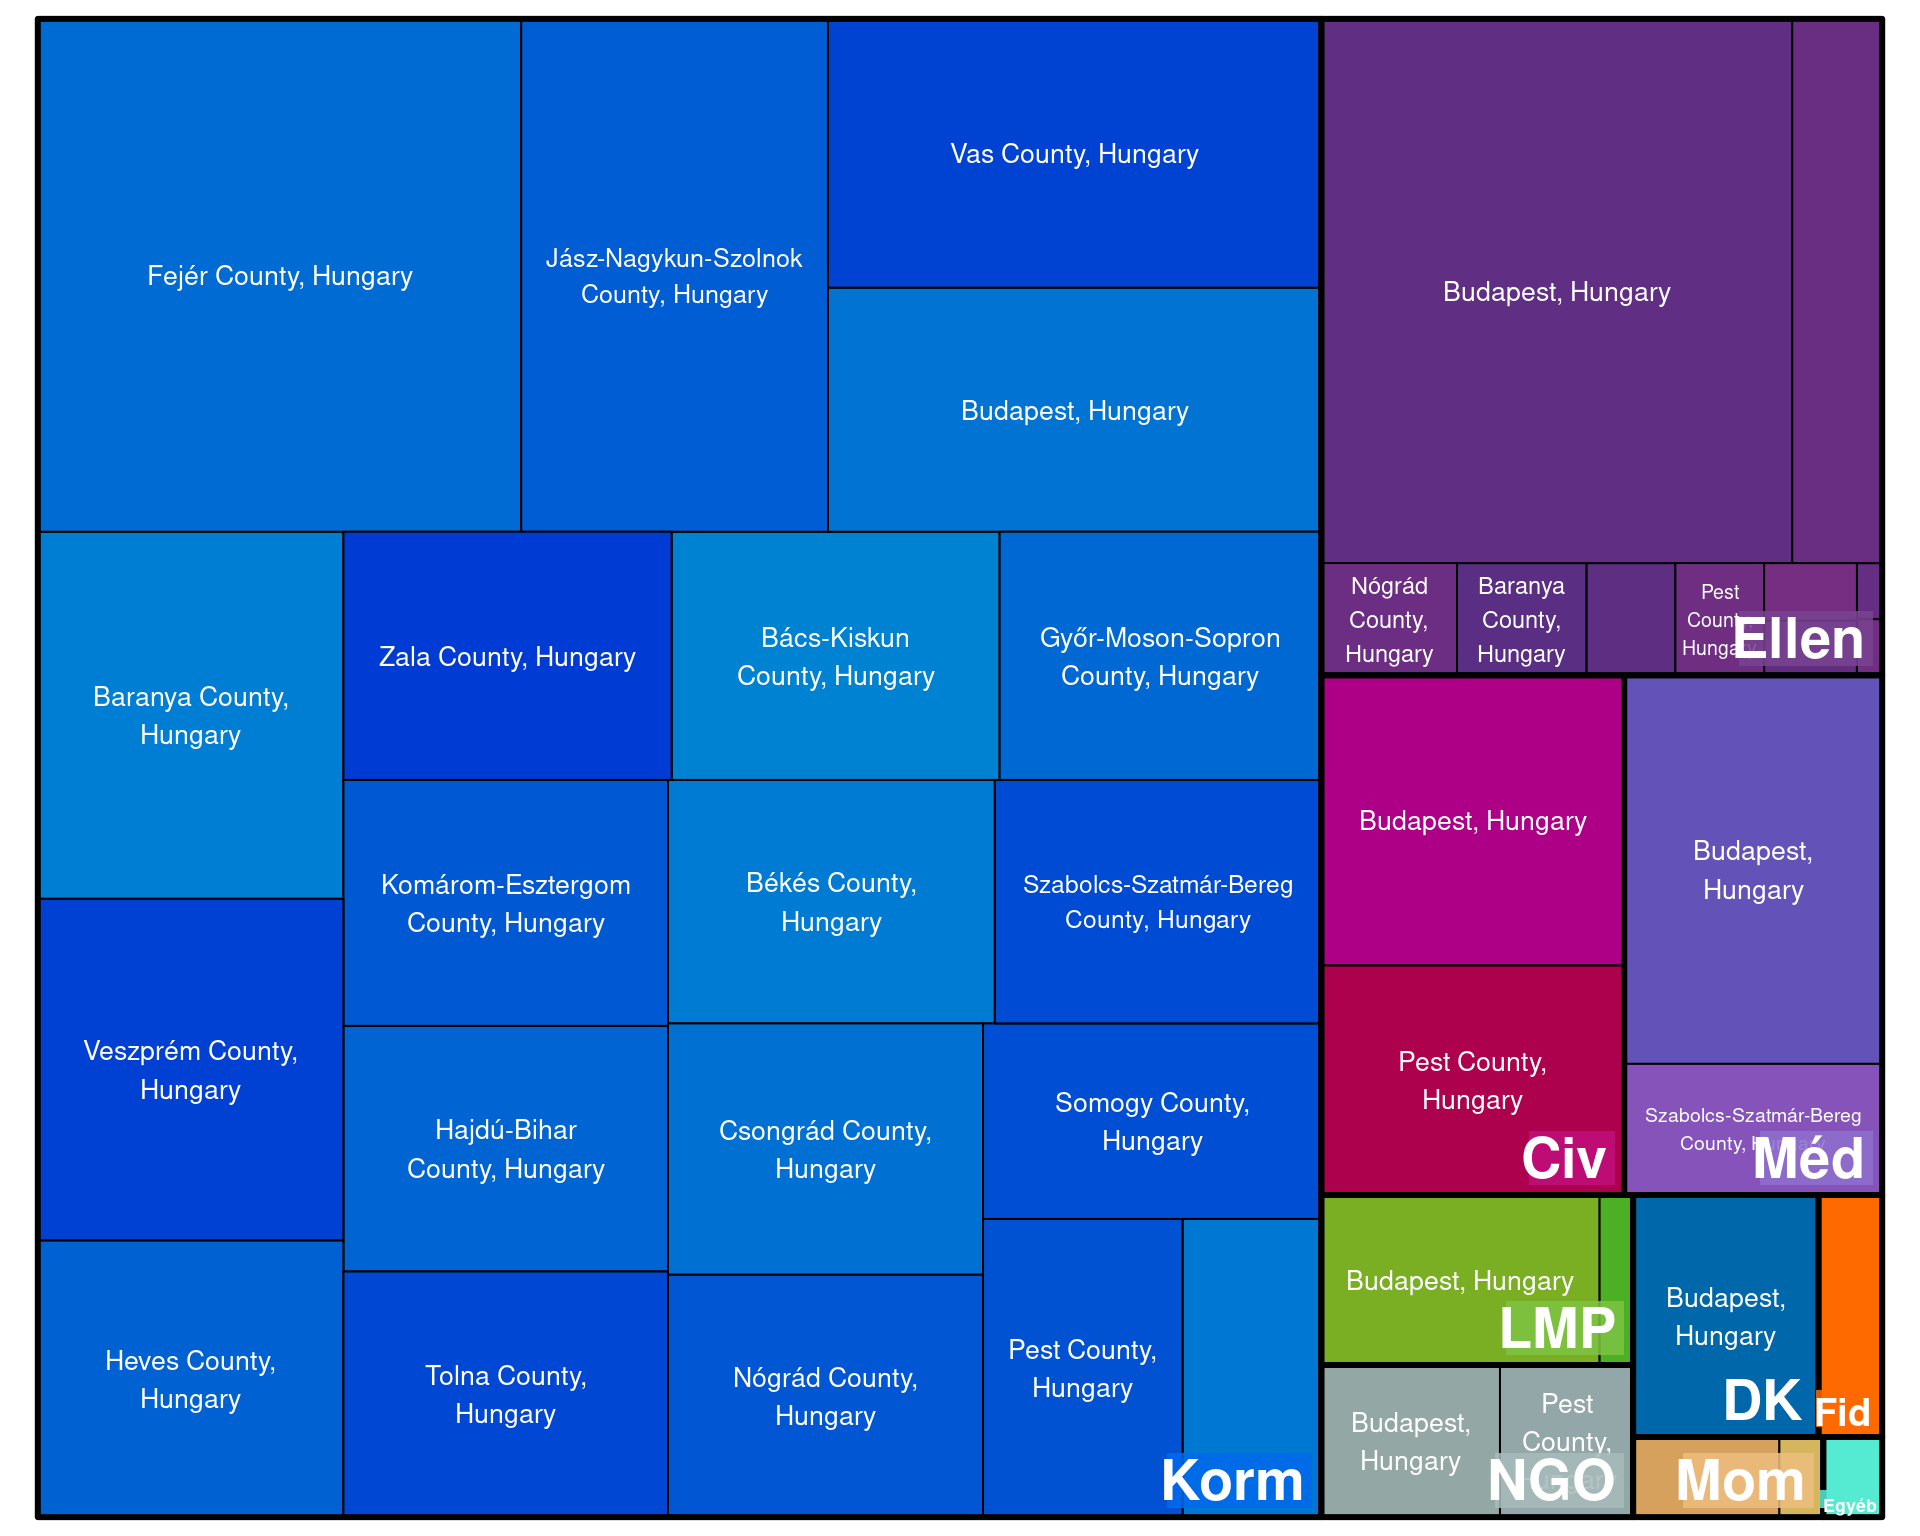 Fejér County, Hungary
Jász-Nagykun-Szolnok
County, Hungary
Vas County, Hungary
Budapest, Hungary
Baranya County,
Hungary
Zala County, Hungary
Bács-Kiskun
County, Hungary
Győr-Moson-Sopron
County, Hungary
Komárom-Esztergom
County, Hungary
Békés County,
Hungary
Szabolcs-Szatmár-Bereg
County, Hungary
Veszprém County,
Hungary
Hajdú-Bihar
County, Hungary
Csongrád County,
Hungary
Somogy County,
Hungary
Heves County,
Hungary
Tolna County,
Hungary
Nógrád County,
Hungary
Pest County,
Hungary
Korm
Budapest, Hungary
Nógrád
County,
Hungary
Baranya
County,
Hungary
Pest
County,
Hungary
Ellen
Budapest, Hungary
Pest County,
Hungary
Civ
Budapest,
Hungary
Szabolcs-Szatmár-Bereg
County, Hungary
Méd
Budapest, Hungary
LMP
Budapest,
Hungary
DK
Fid
Budapest,
Hungary
Pest
County,
Hungary
NGO
Mom
Egyéb